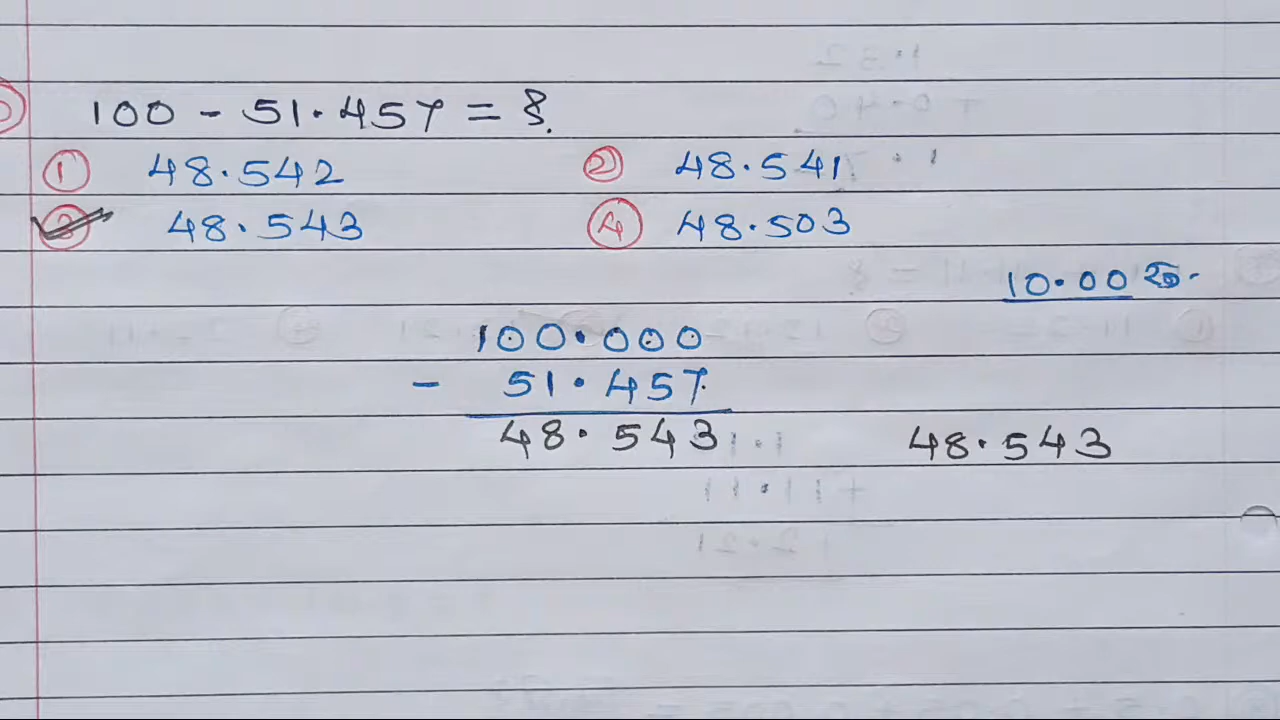 100 - 51.457 = ?
① 48.542 ② 48.541
③ 48.543 ④ 48.503
10.00 रु.
100.000
- 51.457
48.543 48.543